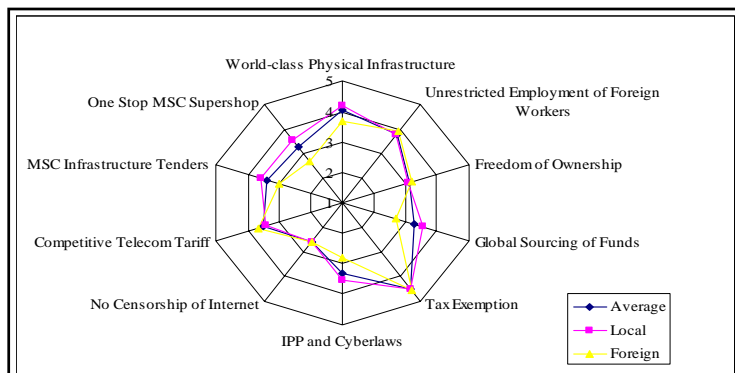 World-class Physical Infrastructure
5
One Stop MSC Supershop
Unrestricted Employment of Foreign
Workers
4
3
MSC Infrastructure Tenders
Freedom of Ownership
2
1
Competitive Telecom Tariff
Global Sourcing of Funds
No Censorship of Internet
Tax Exemption
IPP and Cyberlaws
Average
Local
Foreign